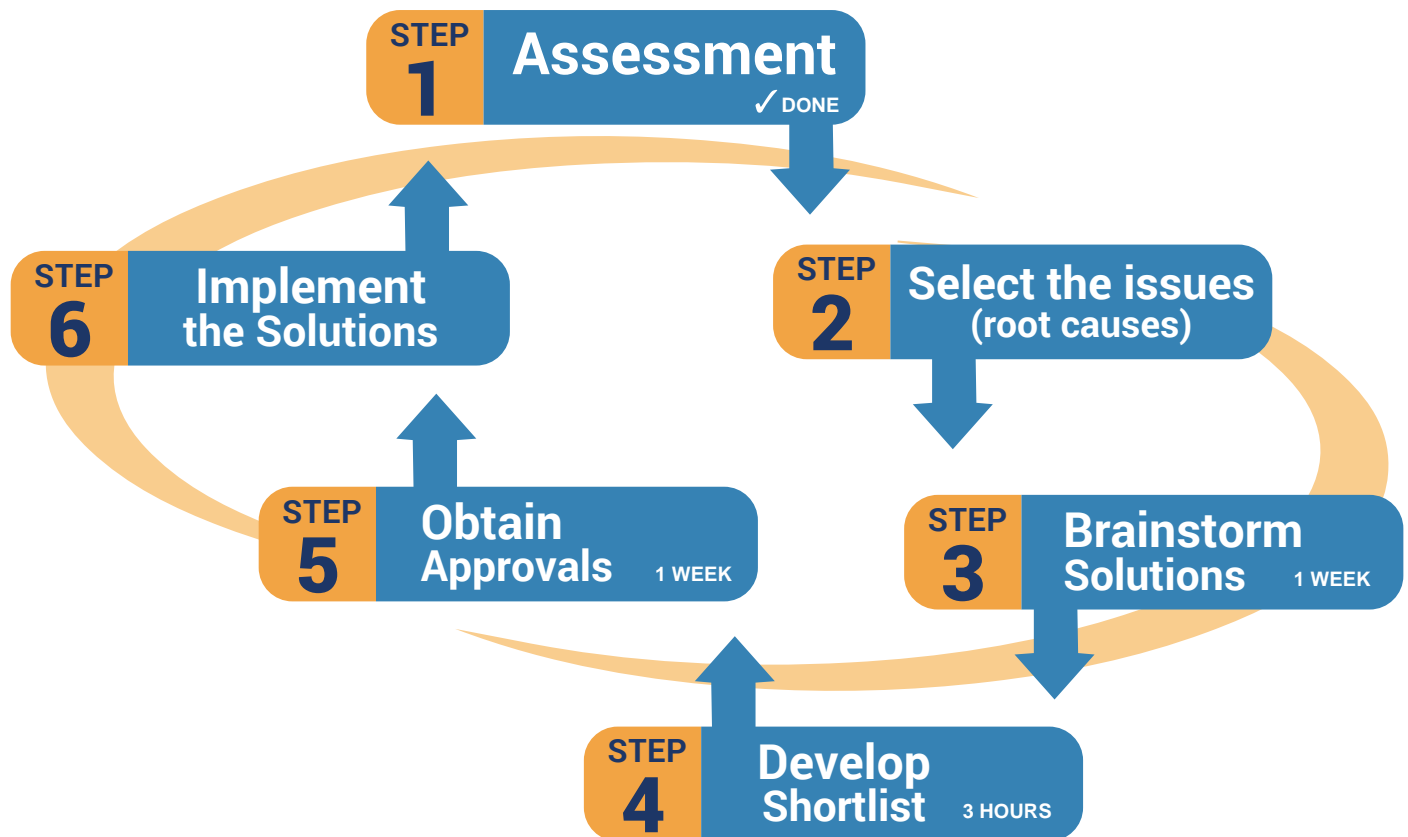 STEP
1
Assessment
✓ DONE
STEP
2
Select the issues
(root causes)
STEP
3
Brainstorm
Solutions 1 WEEK
STEP
4
Develop
Shortlist 3 HOURS
STEP
5
Obtain
Approvals 1 WEEK
STEP
6
Implement
the Solutions